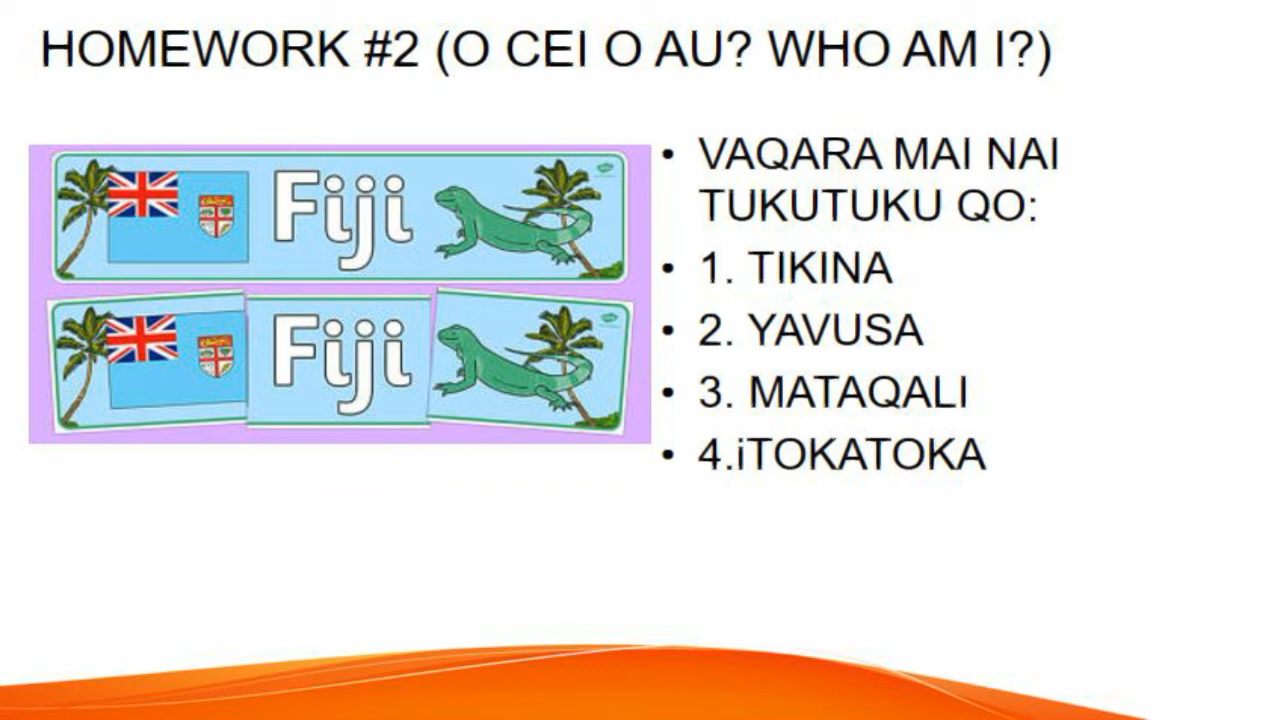 HOMEWORK #2 (O CEI O AU? WHO AM I?)
Fiji
Fiji
• VAQARA MAI NAI
TUKUTUKU QO:
• 1. TIKINA
• 2. YAVUSA
• 3. MATAQALI
• 4.iTOKATOKA